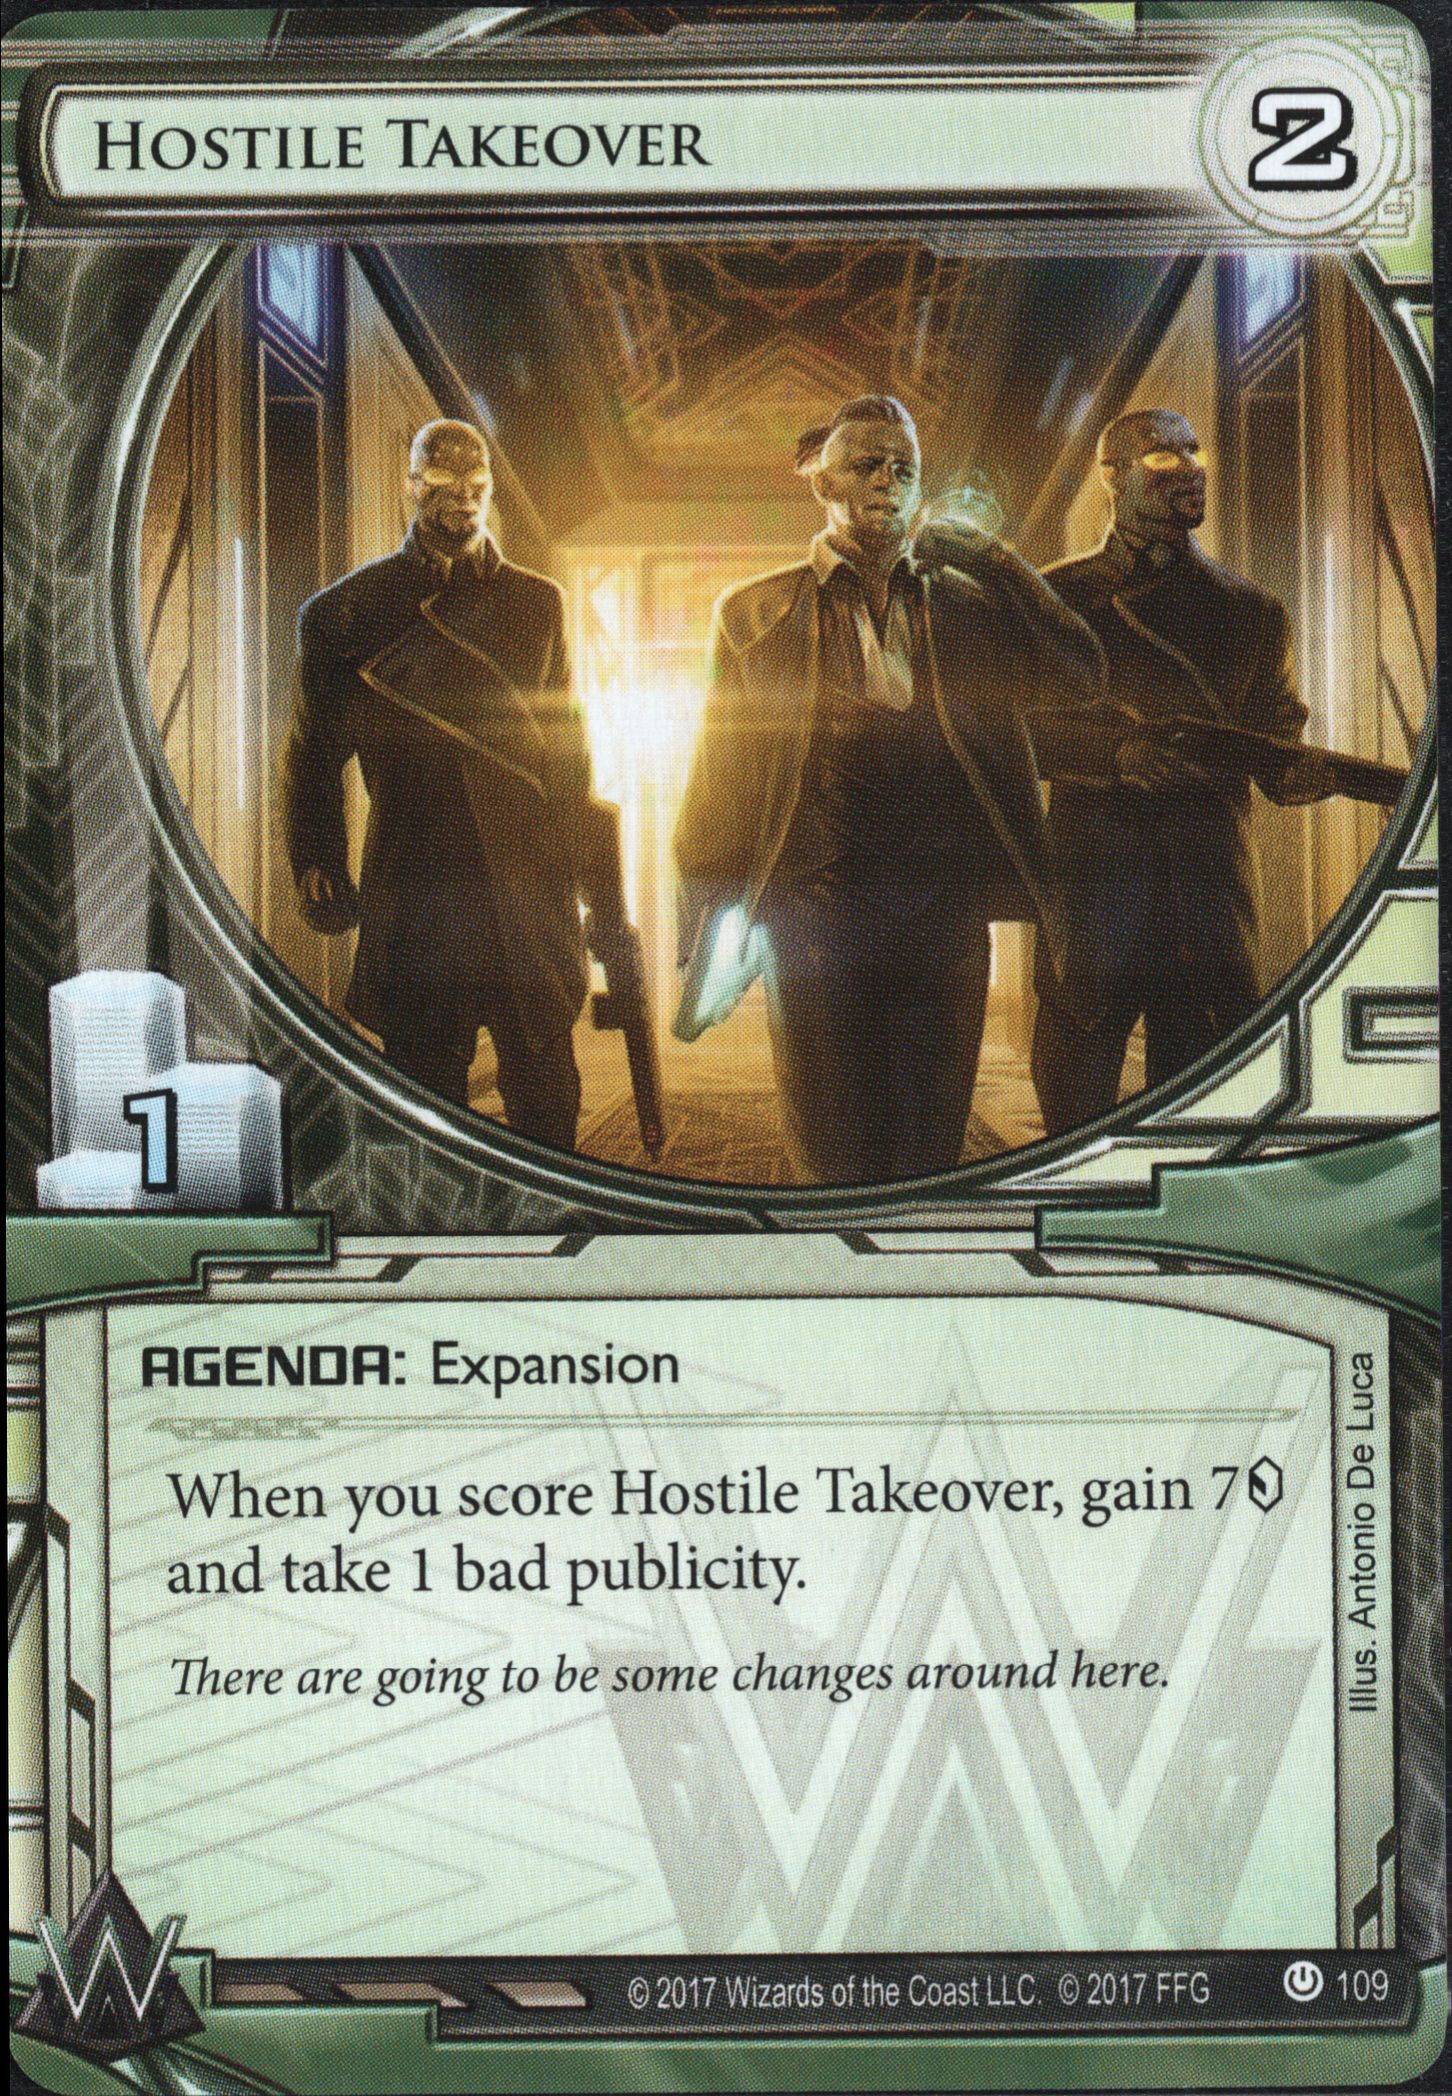 Hostile Takeover
2
1
AGENDA: Expansion
When you score Hostile Takeover, gain 7
and take 1 bad publicity.
There are going to be some changes around here.
Illus. Antonio De Luca
W
© 2017 Wizards of the Coast LLC. © 2017 FFG
109